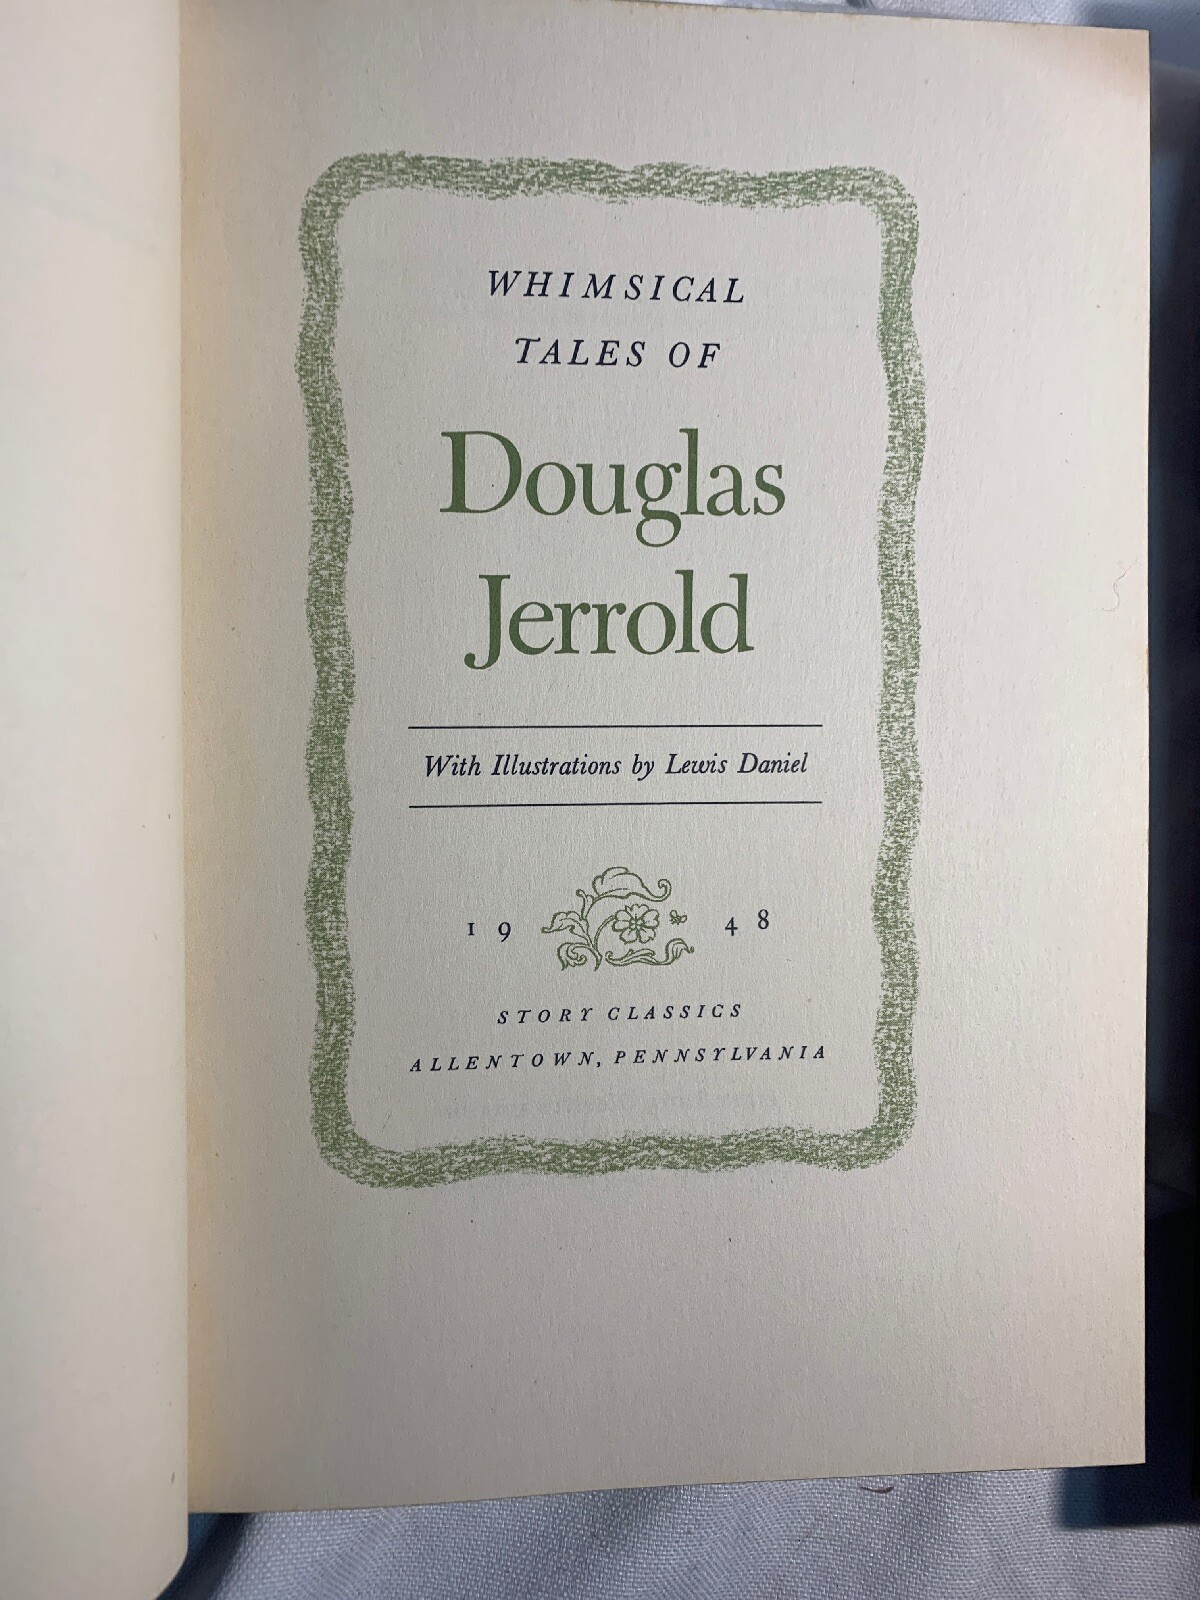 WHIMSICAL
TALES OF
Douglas
Jerrold
With Illustrations by Lewis Daniel
19 48
STORY CLASSICS
ALLENTOWN, PENNSYLVANIA